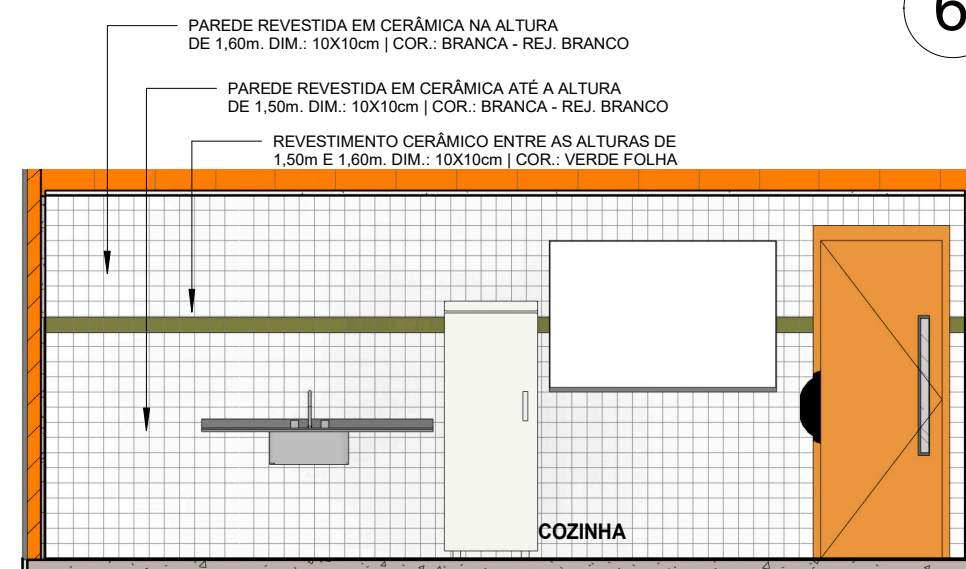 6
PAREDE REVESTIDA EM CERÂMICA NA ALTURA
DE 1,60m. DIM.: 10X10cm | COR.: BRANCA - REJ. BRANCO
PAREDE REVESTIDA EM CERÂMICA ATÉ A ALTURA
DE 1,50m. DIM.: 10X10cm | COR.: BRANCA - REJ. BRANCO
REVESTIMENTO CERÂMICO ENTRE AS ALTURAS DE
1,50m E 1,60m. DIM.: 10X10cm | COR.: VERDE FOLHA
COZINHA